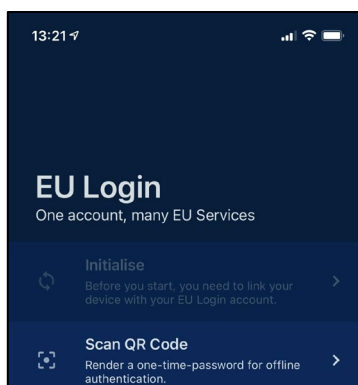 13:21
EU Login
One account, many EU Services
Initialise
Before you start, you need to link your
device with your EU Login account.
Scan QR Code
Render a one-time-password for offline
authentication.